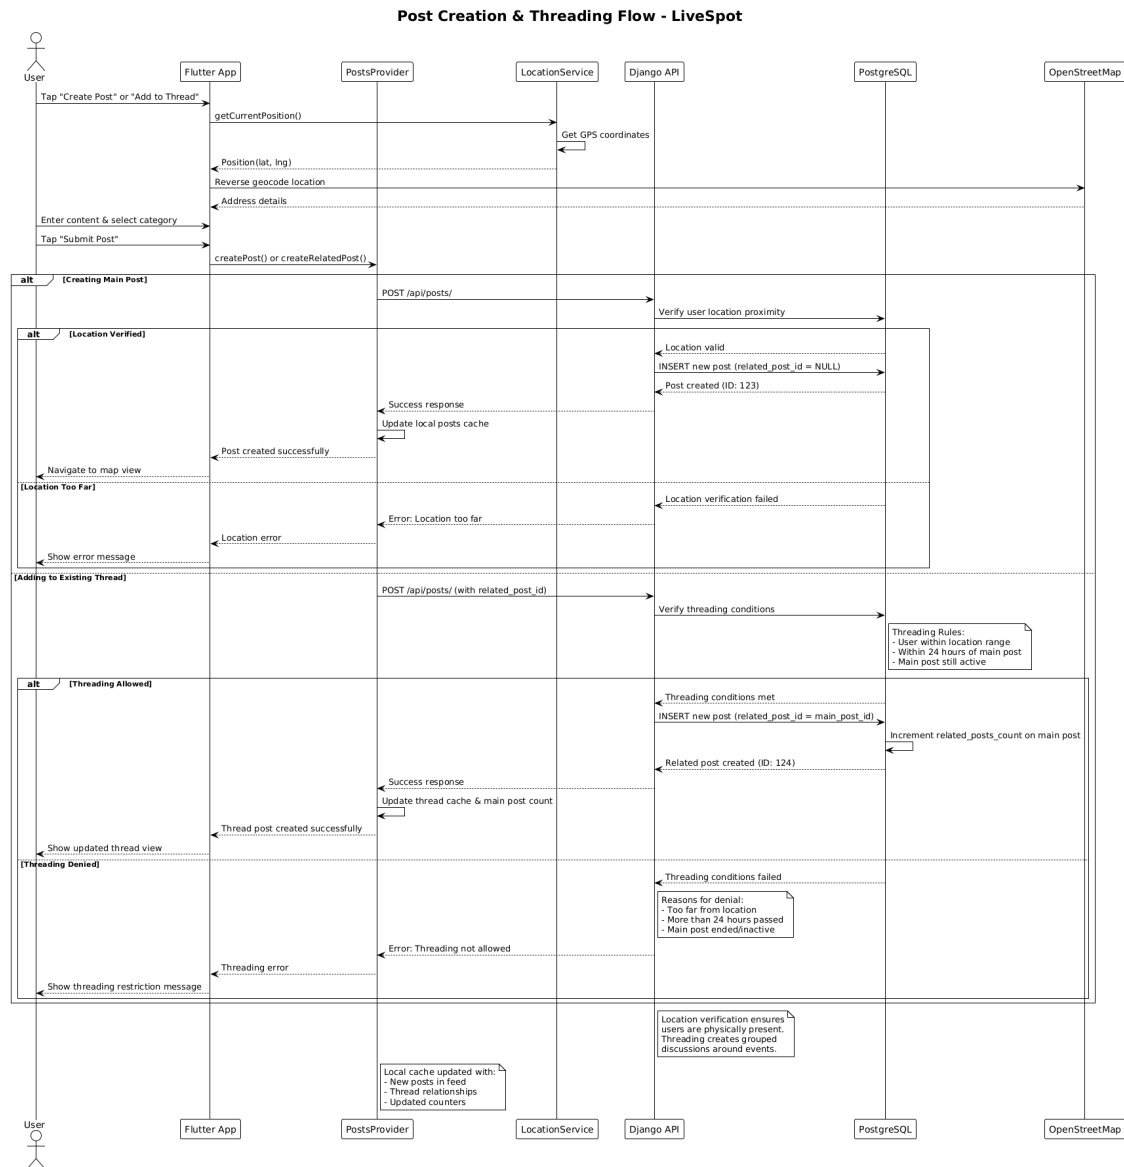 Post Creation & Threading Flow - LiveSpot
User
Flutter App
PostsProvider
LocationService
Django API
PostgreSQL
OpenStreetMap
Tap "Create Post" or "Add to Thread"
getCurrentPosition()
Get GPS coordinates
Position(lat, lng)
Reverse geocode location
Address details
Enter content & select category
Tap "Submit Post"
createPost() or createRelatedPost()
alt [Creating Main Post]
POST /api/posts/
Verify user location proximity
alt [Location Verified]
Location valid
INSERT new post (related_post_id = NULL)
Post created (ID: 123)
Success response
Update local posts cache
Post created successfully
Navigate to map view
[Location Too Far]
Location verification failed
Error: Location too far
Location error
Show error message
[Adding to Existing Thread]
POST /api/posts/ (with related_post_id)
Verify threading conditions
Threading Rules:
- User within location range
- Within 24 hours of main post
- Main post still active
alt [Threading Allowed]
Threading conditions met
INSERT new post (related_post_id = main_post_id)
Increment related_posts_count on main post
Related post created (ID: 124)
Success response
Update thread cache & main post count
Thread post created successfully
Show updated thread view
[Threading Denied]
Threading conditions failed
Reasons for denial:
- Too far from location
- More than 24 hours passed
- Main post ended/inactive
Error: Threading not allowed
Threading error
Show threading restriction message
Location verification ensures
users are physically present.
Threading creates grouped
discussions around events.
Local cache updated with:
- New posts in feed
- Thread relationships
- Updated counters
User
Flutter App
PostsProvider
LocationService
Django API
PostgreSQL
OpenStreetMap